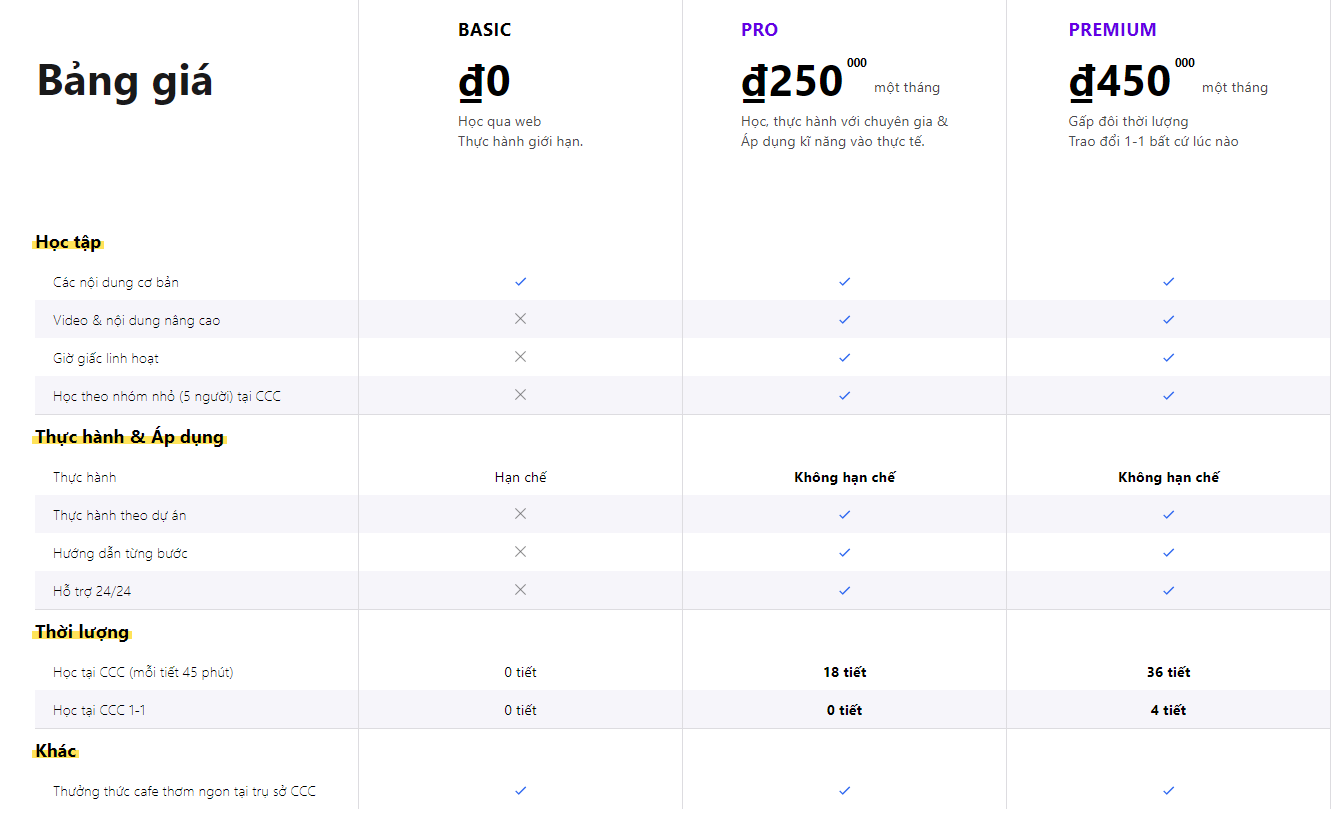 Bảng giá
BASIC
₫0
Học qua web
Thực hành giới hạn.
PRO
₫250 000 một tháng
Học, thực hành với chuyên gia &
Áp dụng kĩ năng vào thực tế.
PREMIUM
₫450 000 một tháng
Gấp đôi thời lượng
Trao đổi 1-1 bất cứ lúc nào
Học tập
Các nội dung cơ bản
Video & nội dung nâng cao
Giờ giấc linh hoạt
Học theo nhóm nhỏ (5 người) tại CCC
Thực hành & Áp dụng
Thực hành Hạn chế Không hạn chế Không hạn chế
Thực hành theo dự án
Hướng dẫn từng bước
Hỗ trợ 24/24
Thời lượng
Học tại CCC (mỗi tiết 45 phút) 0 tiết 18 tiết 36 tiết
Học tại CCC 1-1 0 tiết 0 tiết 4 tiết
Khác
Thưởng thức cafe thơm ngon tại trụ sở CCC